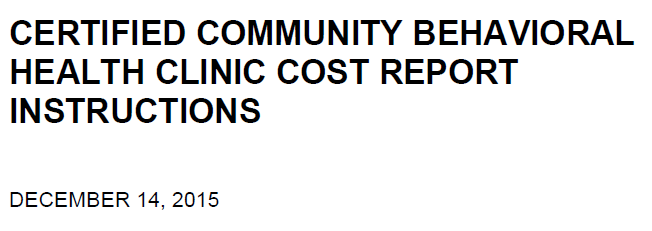 CERTIFIED COMMUNITY BEHAVIORAL
HEALTH CLINIC COST REPORT
INSTRUCTIONS
DECEMBER 14, 2015